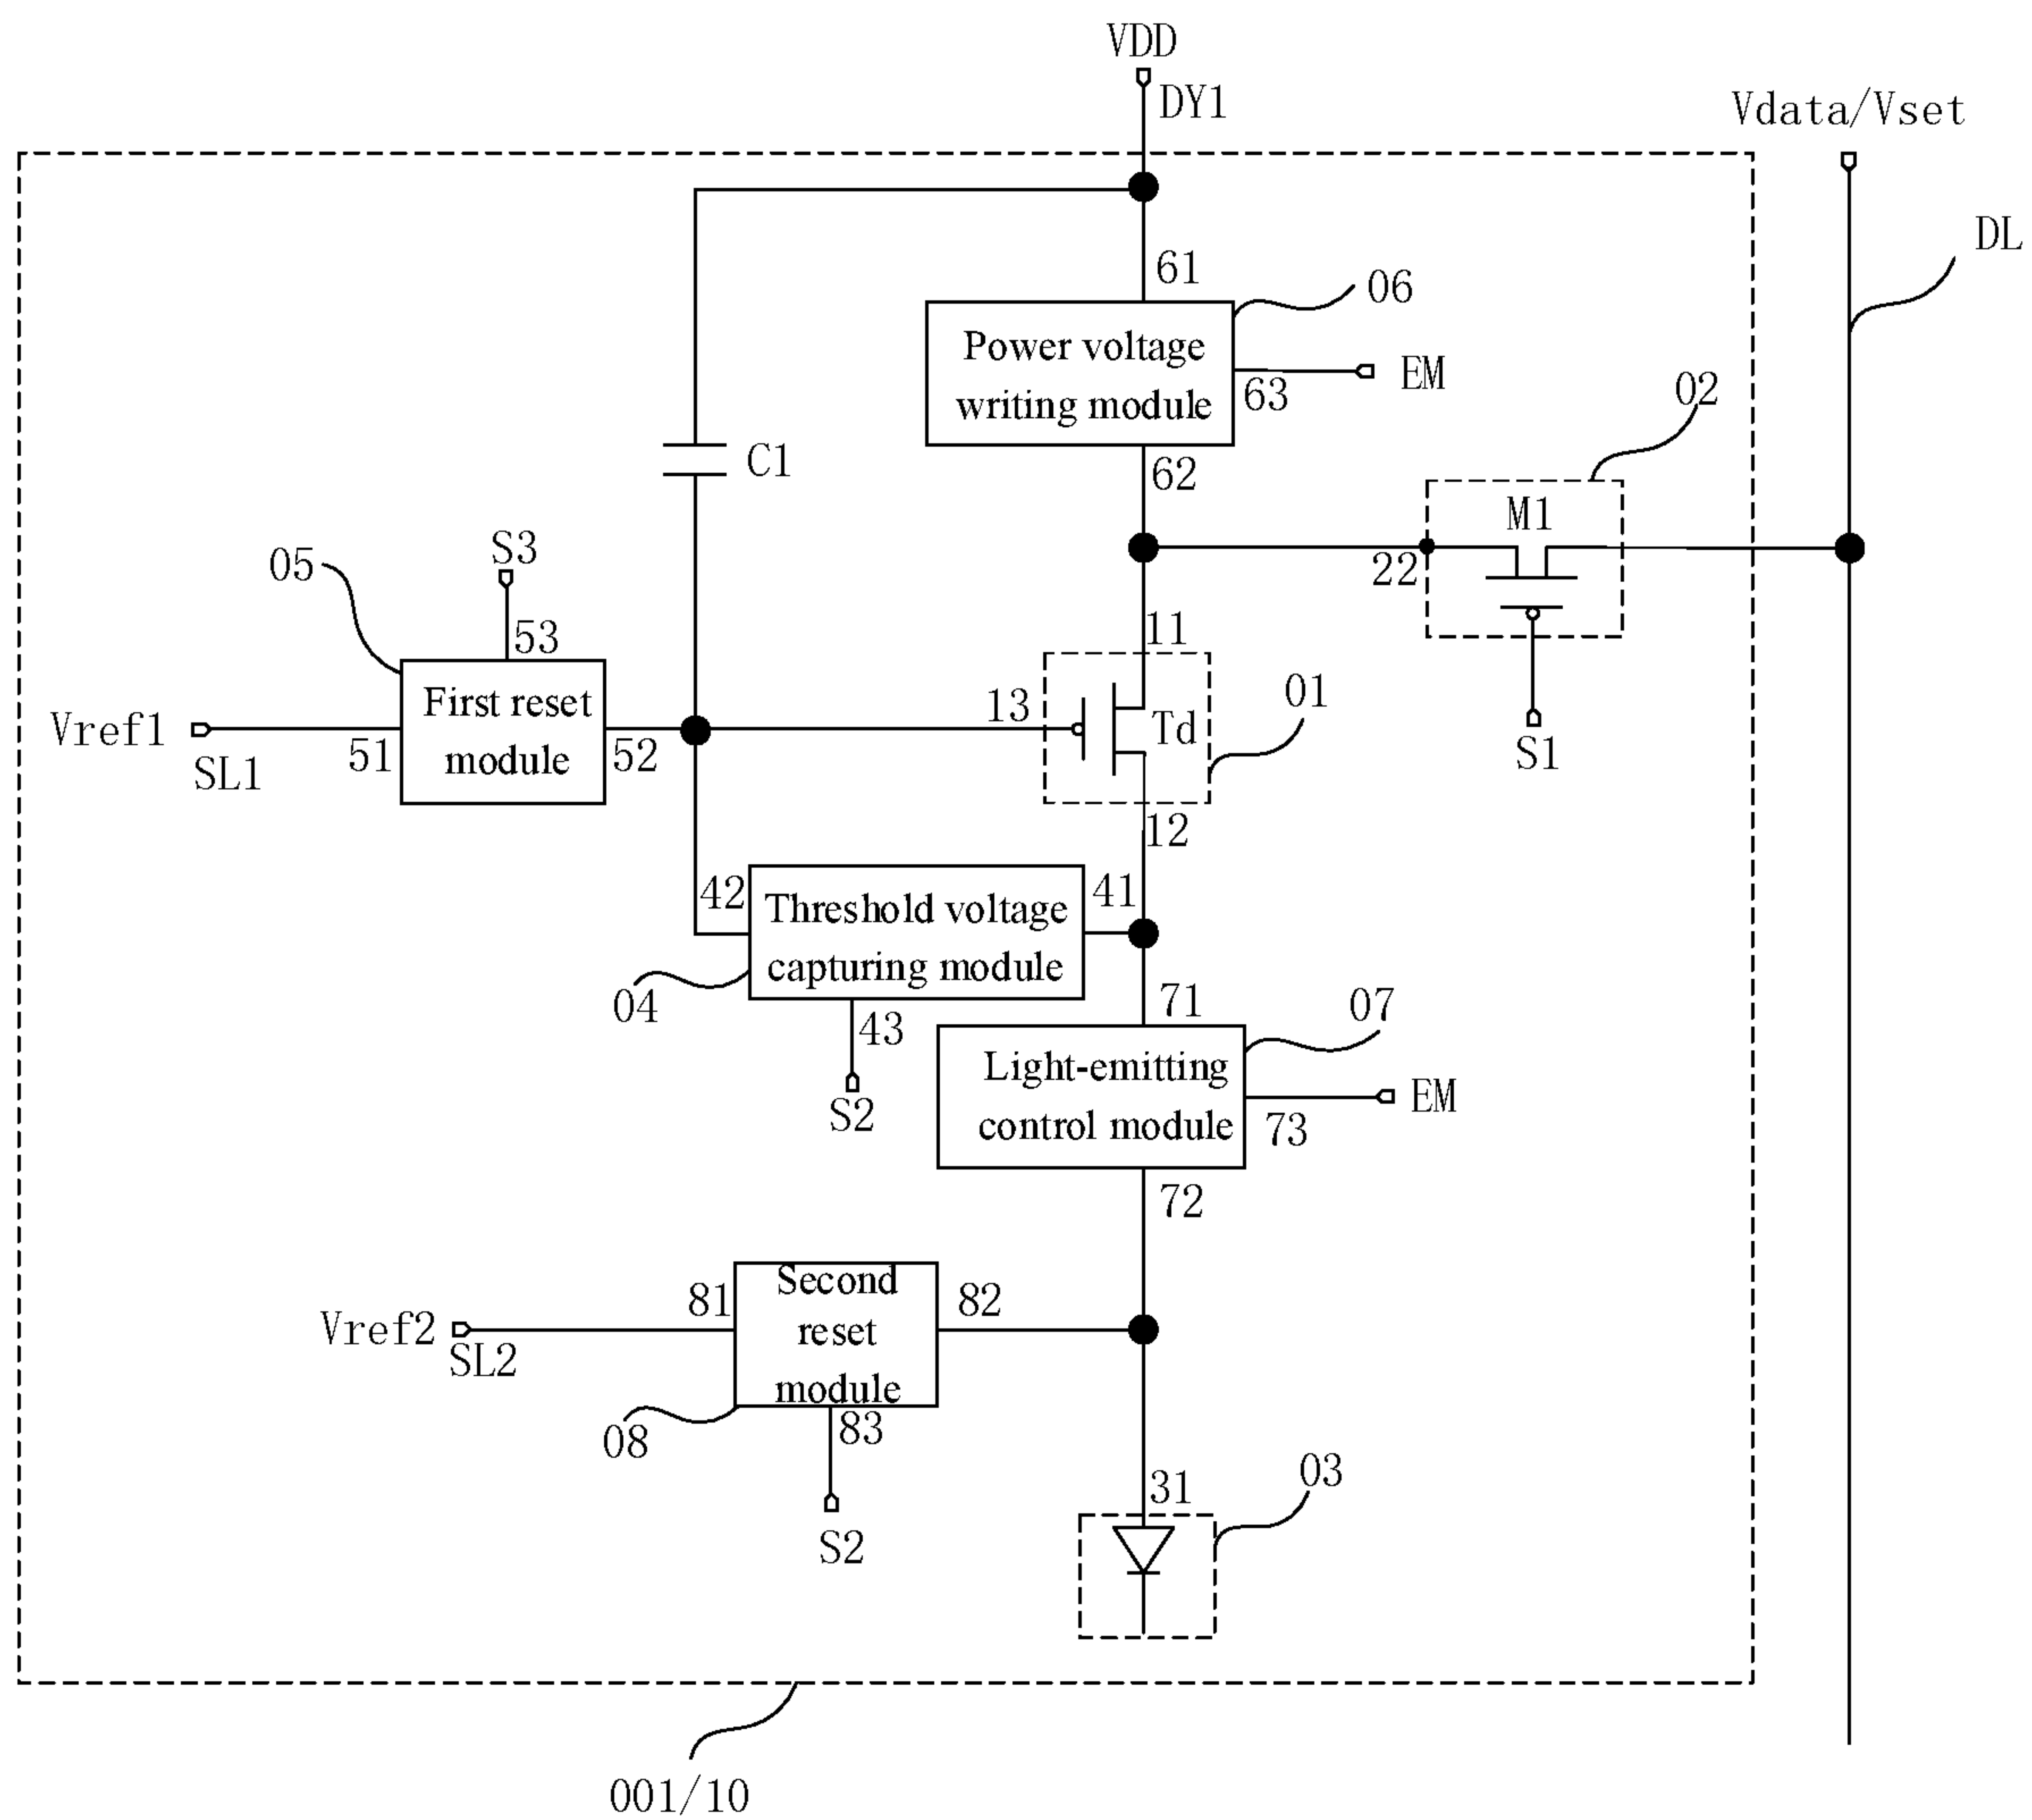 VDD
DY1
Vdata/Vset
DL
61
06
Power voltage
writing module
EM
63
02
62
C1
M1
S3
05
22
53
11
First reset
module
Vref1
SL1
51
52
13
Td
01
S1
12
42
41
Threshold voltage
capturing module
04
43
71
07
S2
Light-emitting
control module
EM
73
72
Second
reset
module
81
82
Vref2
SL2
08
83
S2
31
03
001/10